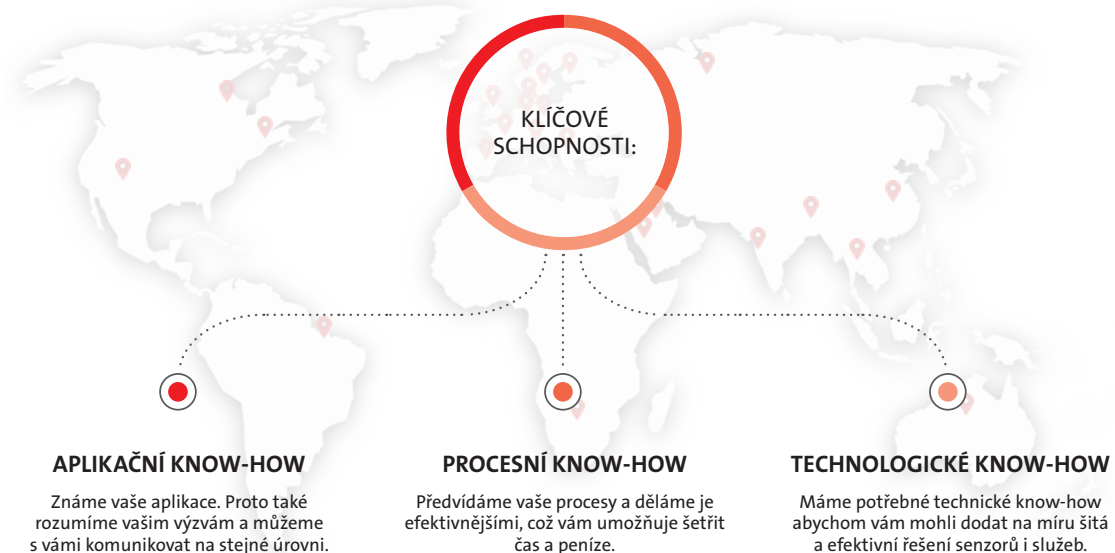 KLÍČOVÉ
SCHOPNOSTI:
APLIKAČNÍ KNOW-HOW
Známe vaše aplikace. Proto také
rozumíme vašim výzvám a můžeme
s vámi komunikovat na stejné úrovni.
PROCESNÍ KNOW-HOW
Předvídáme vaše procesy a děláme je
efektivnějšími, což vám umožňuje šetřit
čas a peníze.
TECHNOLOGICKÉ KNOW-HOW
Máme potřebné technické know-how
abychom vám mohli dodat na míru šitá
a efektivní řešení senzorů i služeb.